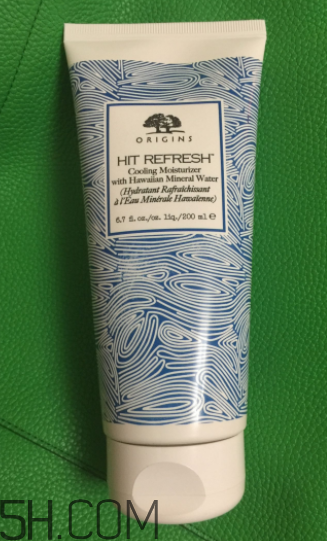 ORIGINS
HIT REFRESH™
Cooling Moisturizer
with Hawaiian Mineral Water
(Hydratant Rafraîchissant
à l'Eau Minérale Hawaïenne)
6.7 fl. oz./oz. liq./200 ml ℮
5H.COM